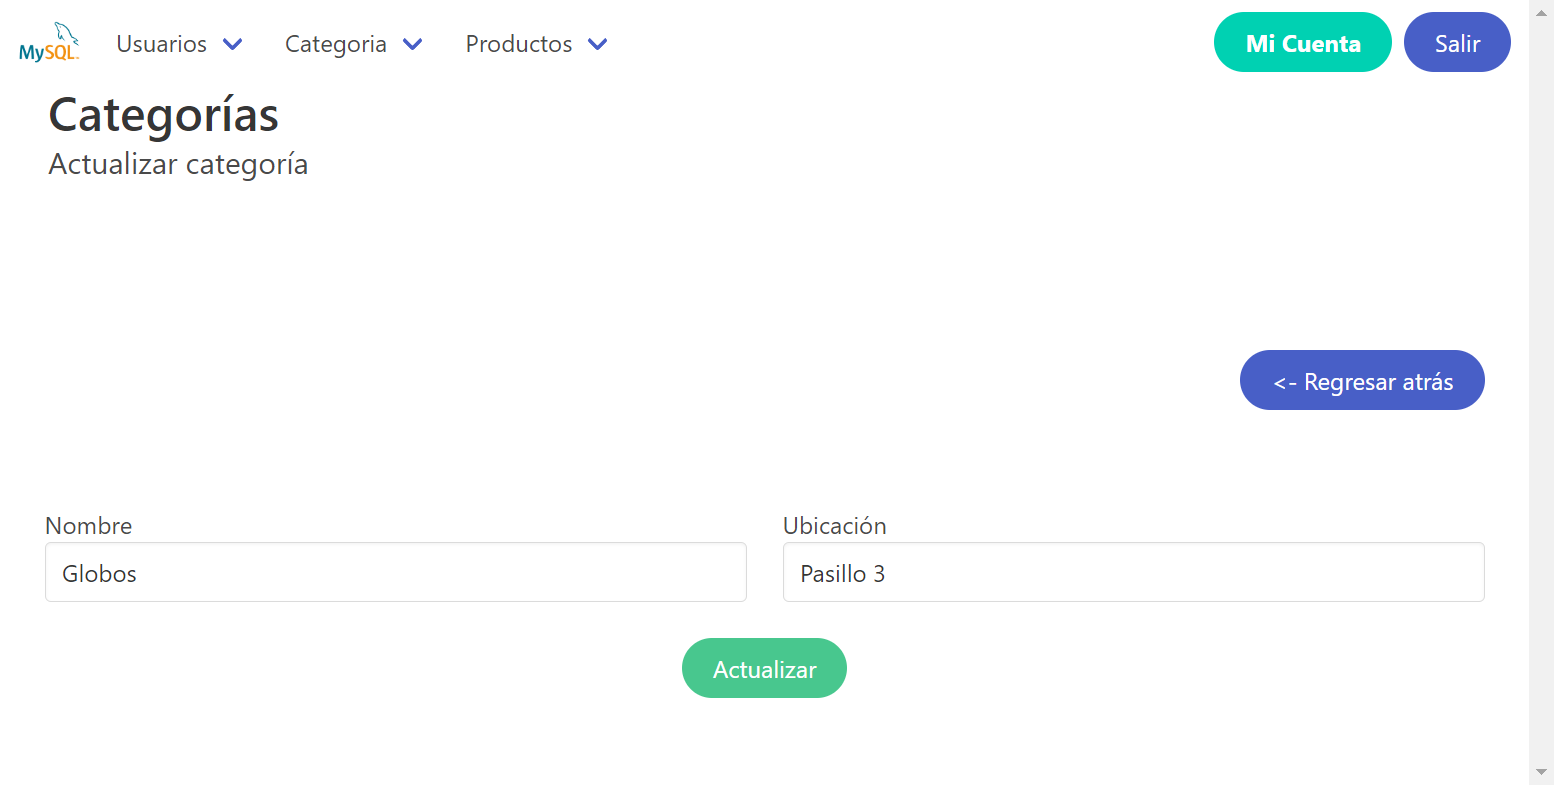 MySQL Usuarios Categoria Productos Mi Cuenta Salir
Categorías
Actualizar categoría
<- Regresar atrás
Nombre Ubicación
Globos Pasillo 3
Actualizar